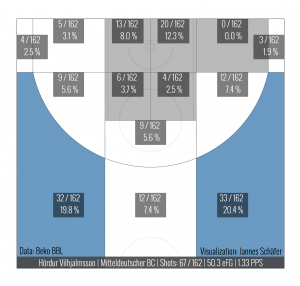 5 / 162
3.1 %
13 / 162
8.0 %
20 / 162
12.3 %
0 / 162
0.0 %
4 / 162
2.5 %
3 / 162
1.9 %
9 / 162
5.6 %
6 / 162
3.7 %
4 / 162
2.5 %
12 / 162
7.4 %
9 / 162
5.6 %
32 / 162
19.8 %
12 / 162
7.4 %
33 / 162
20.4 %
Data: Beko BBL
Visualization: Jannes Schäfer
Hördur Vilhjalmsson | Mitteldeutscher BC | Shots: 67 / 162 | 50.3 eFG | 1.33 PPS